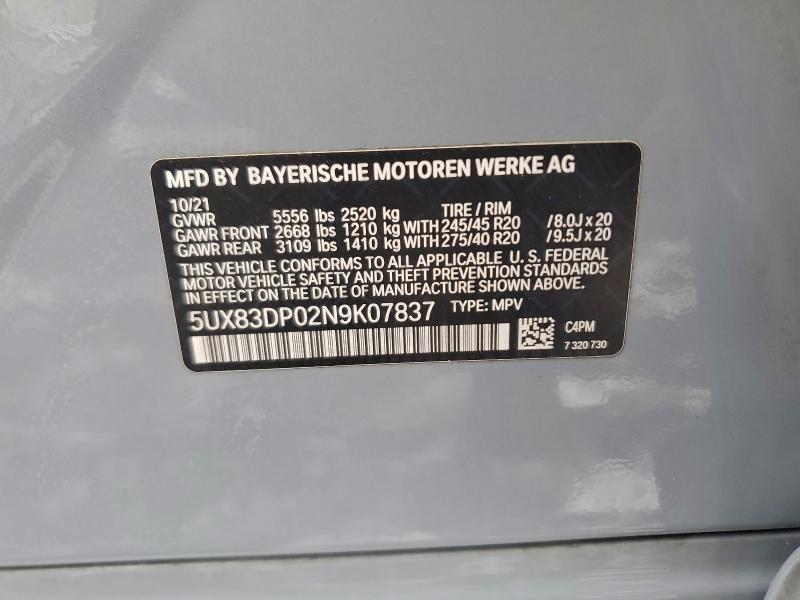 MFD BY BAYERISCHE MOTOREN WERKE AG
10/21
GVWR 5556 lbs 2520 kg TIRE / RIM
GAWR FRONT 2668 lbs 1210 kg WITH 245/45 R20 /8.0J x 20
GAWR REAR 3109 lbs 1410 kg WITH 275/40 R20 /9.5J x 20
THIS VEHICLE CONFORMS TO ALL APPLICABLE U. S. FEDERAL
MOTOR VEHICLE SAFETY AND THEFT PREVENTION STANDARDS
IN EFFECT ON THE DATE OF MANUFACTURE SHOWN ABOVE.
5UX83DP02N9K07837 TYPE: MPV
C4PM
7 320 730